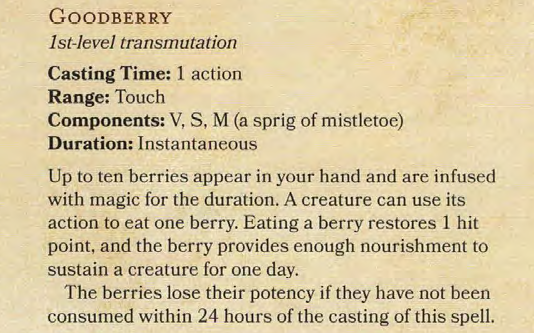 GOODBERRY
1st-level transmutation
Casting Time: 1 action
Range: Touch
Components: V, S, M (a sprig of mistletoe)
Duration: Instantaneous
Up to ten berries appear in your hand and are infused
with magic for the duration. A creature can use its
action to eat one berry. Eating a berry restores 1 hit
point, and the berry provides enough nourishment to
sustain a creature for one day.
The berries lose their potency if they have not been
consumed within 24 hours of the casting of this spell.